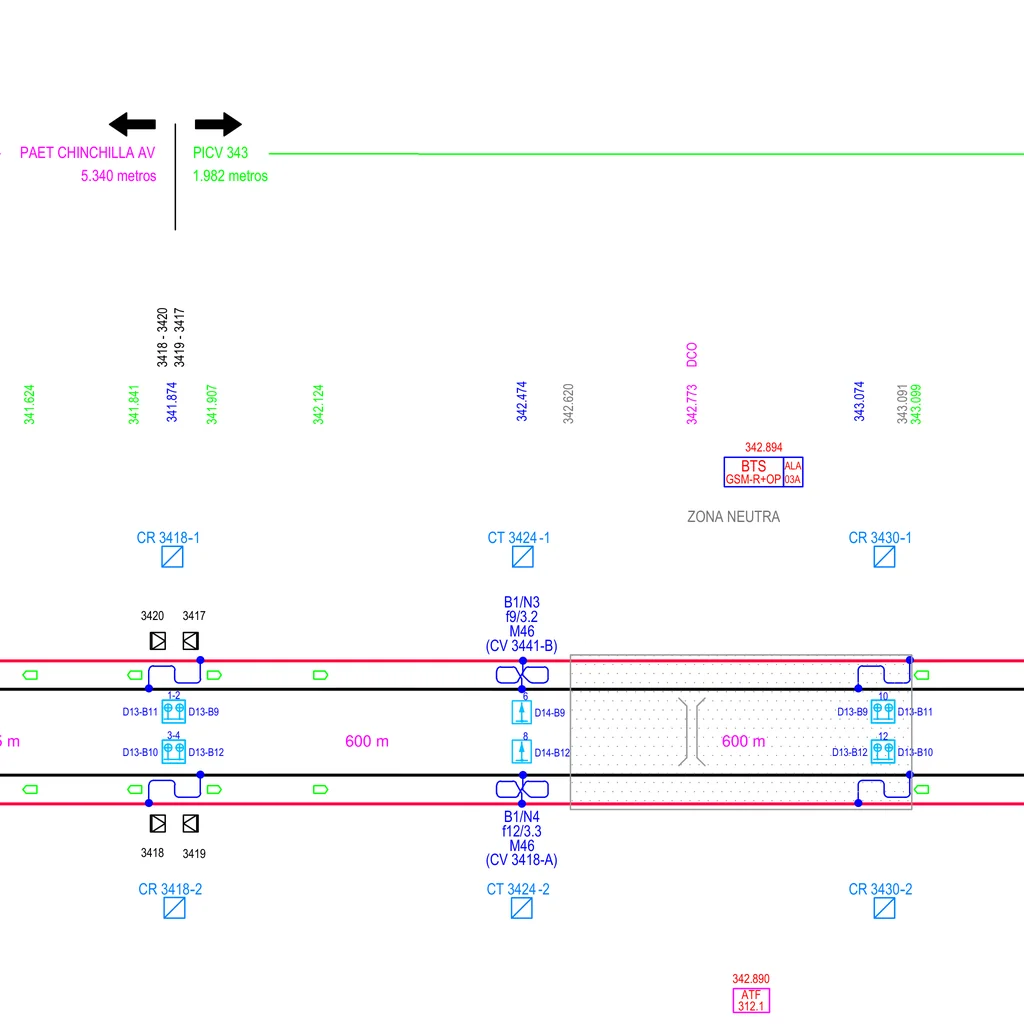 PAET CHINCHILLA AV
5.340 metros
PICV 343
1.982 metros
3418 - 3420
3419 - 3417
DCO
341.624
341.841
341.874
341.907
342.124
342.474
342.620
342.773
343.074
343.091
343.099
342.894
BTS
GSM-R+OP
ALA
03A
ZONA NEUTRA
CR 3418-1
CT 3424-1
CR 3430-1
3420
3417
B1/N3
f9/3.2
M46
(CV 3441-B)
1-2
D13-B11
D13-B9
6
D14-B9
10
D13-B9
D13-B11
m
600 m
600 m
3-4
D13-B10
D13-B12
8
D14-B12
12
D13-B12
D13-B10
B1/N4
f12/3.3
M46
(CV 3418-A)
3418
3419
CR 3418-2
CT 3424-2
CR 3430-2
342.890
ATF
312.1